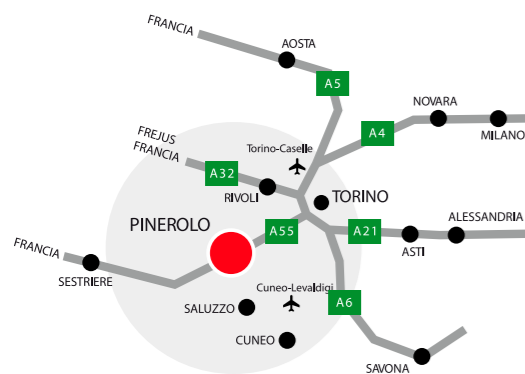 FRANCIA
AOSTA
A5
NOVARA
A4
MILANO
FREJUS
FRANCIA
Torino-Caselle
A32
RIVOLI
TORINO
PINEROLO
A55
A21
ALESSANDRIA
ASTI
FRANCIA
SESTRIERE
Cuneo-Levaldigi
A6
SALUZZO
CUNEO
SAVONA